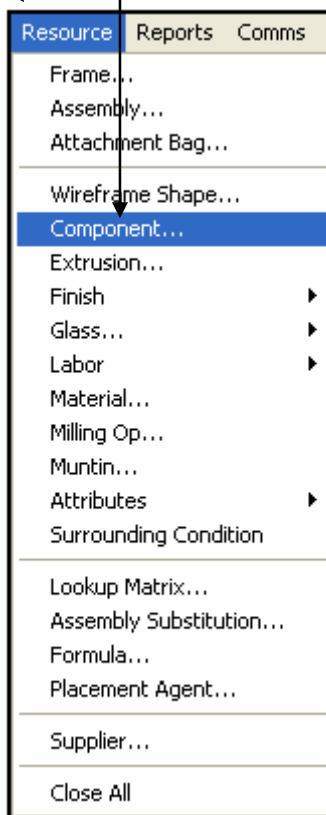 Resource Reports Comms
Frame...
Assembly...
Attachment Bag...
Wireframe Shape...
Component...
Extrusion...
Finish
Glass...
Labor
Material...
Milling Op...
Muntin...
Attributes
Surrounding Condition
Lookup Matrix...
Assembly Substitution...
Formula...
Placement Agent...
Supplier...
Close All